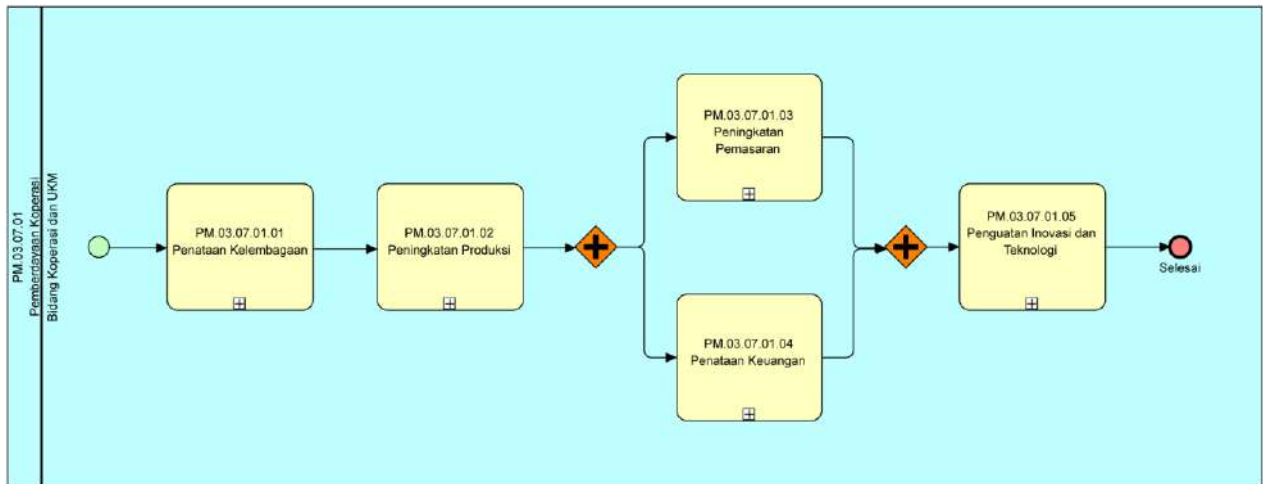 PM.03.07.01
Pemberdayaan Koperasi
Bidang Koperasi dan UKM
PM.03.07.01.01
Penataan Kelembagaan
PM.03.07.01.02
Peningkatan Produksi
PM.03.07.01.03
Peningkatan
Pemasaran
PM.03.07.01.04
Penataan Keuangan
PM.03.07.01.05
Penguatan Inovasi dan
Teknologi
Selesai